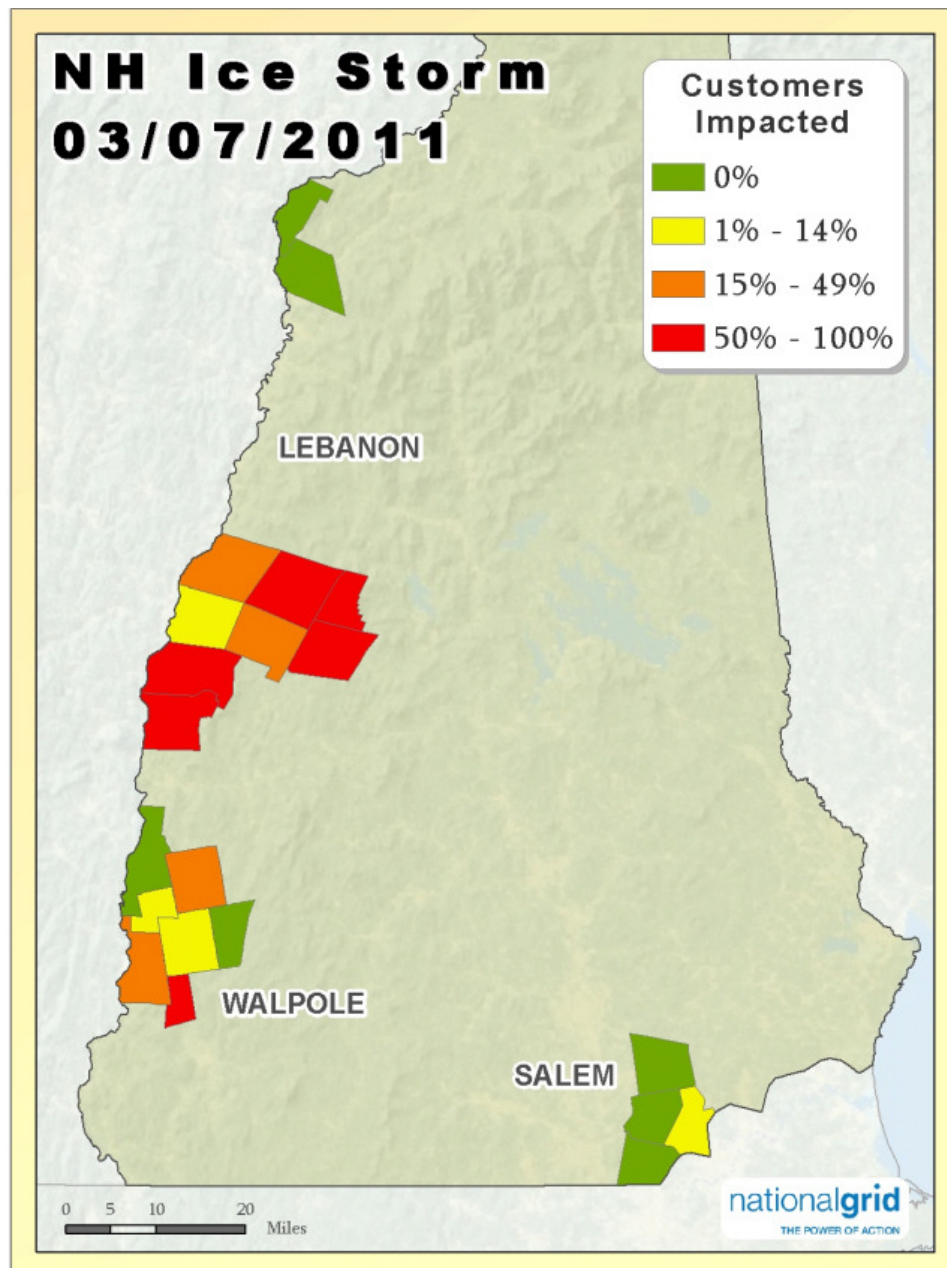 NH Ice Storm
03/07/2011
Customers
Impacted
0%
1% - 14%
15% - 49%
50% - 100%
LEBANON
WALPOLE
SALEM
0 5 10 20
Miles
nationalgrid
THE POWER OF ACTION